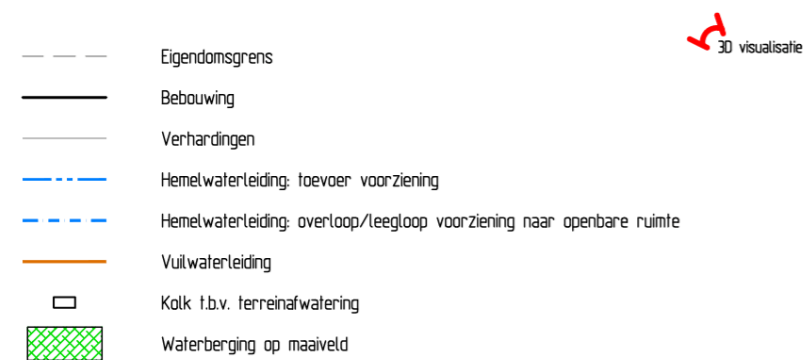 3D visualisatie
Eigendomsgrens
Bebouwing
Verhardingen
Hemelwaterleiding: toevoer voorziening
Hemelwaterleiding: overloop/leegloop voorziening naar openbare ruimte
Vuilwaterleiding
Kolk t.b.v. terreinafwatering
Waterberging op maaiveld